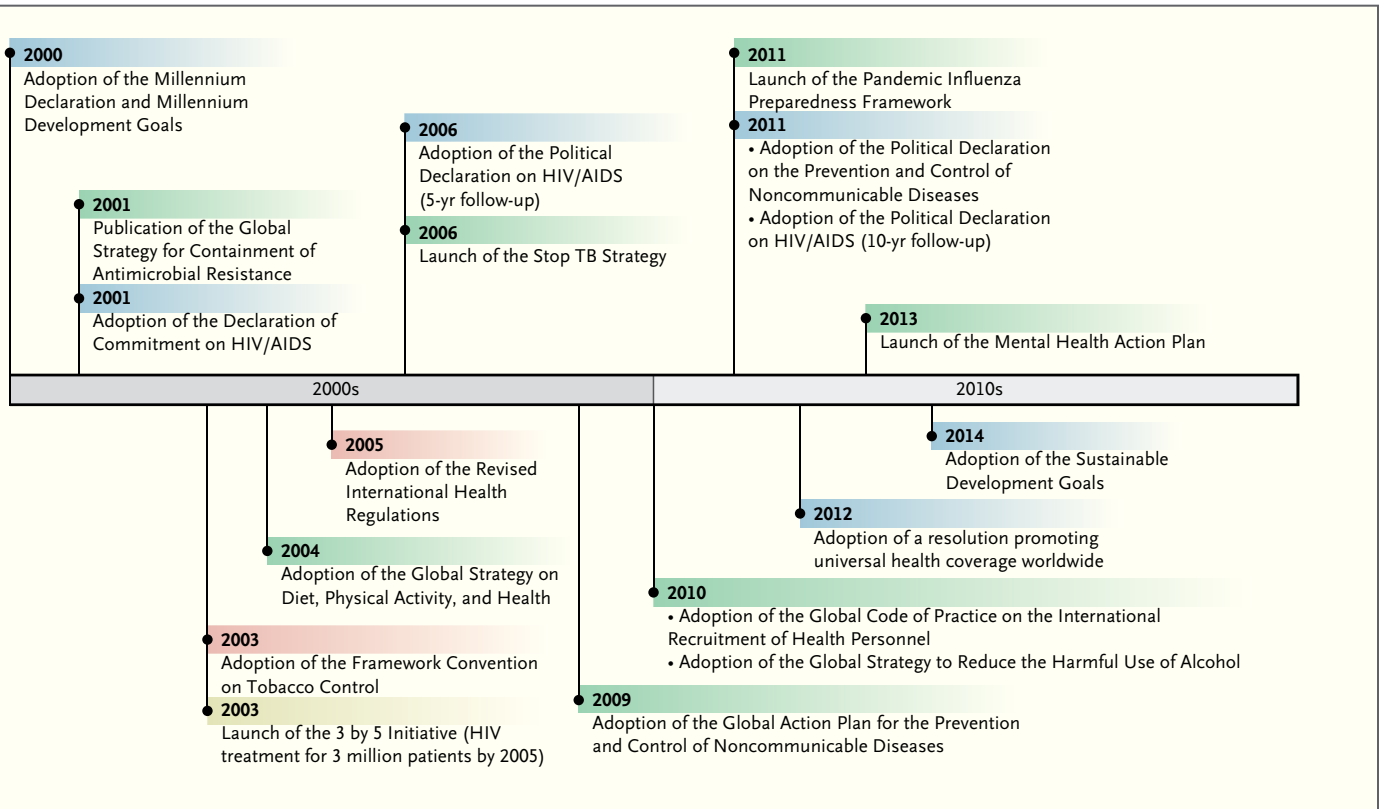 2000
Adoption of the Millennium
Declaration and Millennium
Development Goals
2001
Publication of the Global
Strategy for Containment of
Antimicrobial Resistance
2001
Adoption of the Declaration of
Commitment on HIV/AIDS
2006
Adoption of the Political
Declaration on HIV/AIDS
(5-yr follow-up)
2006
Launch of the Stop TB Strategy
2011
Launch of the Pandemic Influenza
Preparedness Framework
2011
• Adoption of the Political Declaration
on the Prevention and Control of
Noncommunicable Diseases
• Adoption of the Political Declaration
on HIV/AIDS (10-yr follow-up)
2013
Launch of the Mental Health Action Plan
2000s
2010s
2005
Adoption of the Revised
International Health
Regulations
2004
Adoption of the Global Strategy on
Diet, Physical Activity, and Health
2003
Adoption of the Framework Convention
on Tobacco Control
2003
Launch of the 3 by 5 Initiative (HIV
treatment for 3 million patients by 2005)
2014
Adoption of the Sustainable
Development Goals
2012
Adoption of a resolution promoting
universal health coverage worldwide
2010
• Adoption of the Global Code of Practice on the International
Recruitment of Health Personnel
• Adoption of the Global Strategy to Reduce the Harmful Use of Alcohol
2009
Adoption of the Global Action Plan for the Prevention
and Control of Noncommunicable Diseases